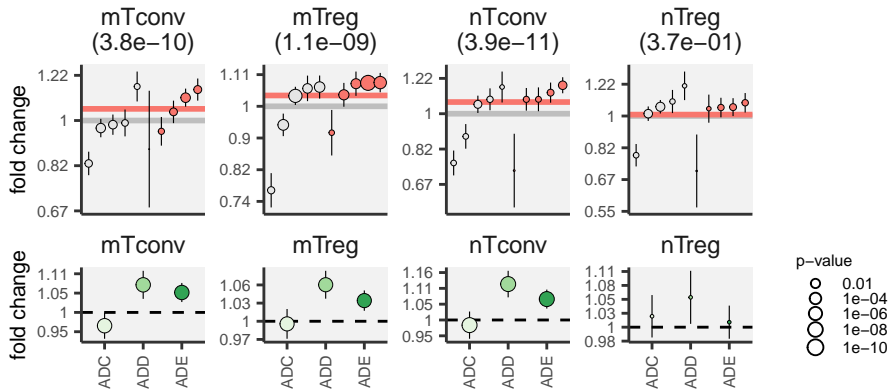 mTconv
(3.8e−10)
mTreg
(1.1e−09)
nTconv
(3.9e−11)
nTreg
(3.7e−01)
fold change
1.22
1
0.82
0.67
1.11
1
0.9
0.82
0.74
1.22
1
0.82
0.67
1.22
1
0.82
0.67
0.55
mTconv
mTreg
nTconv
nTreg
fold change
1.11
1.05
1
0.95
1.06
1.03
1
0.97
1.16
1.11
1.05
1
0.95
1.11
1.08
1.05
1.03
1
0.98
ADC
ADD
ADE
ADC
ADD
ADE
ADC
ADD
ADE
ADC
ADD
ADE
p−value
0.01
1e−04
1e−06
1e−08
1e−10